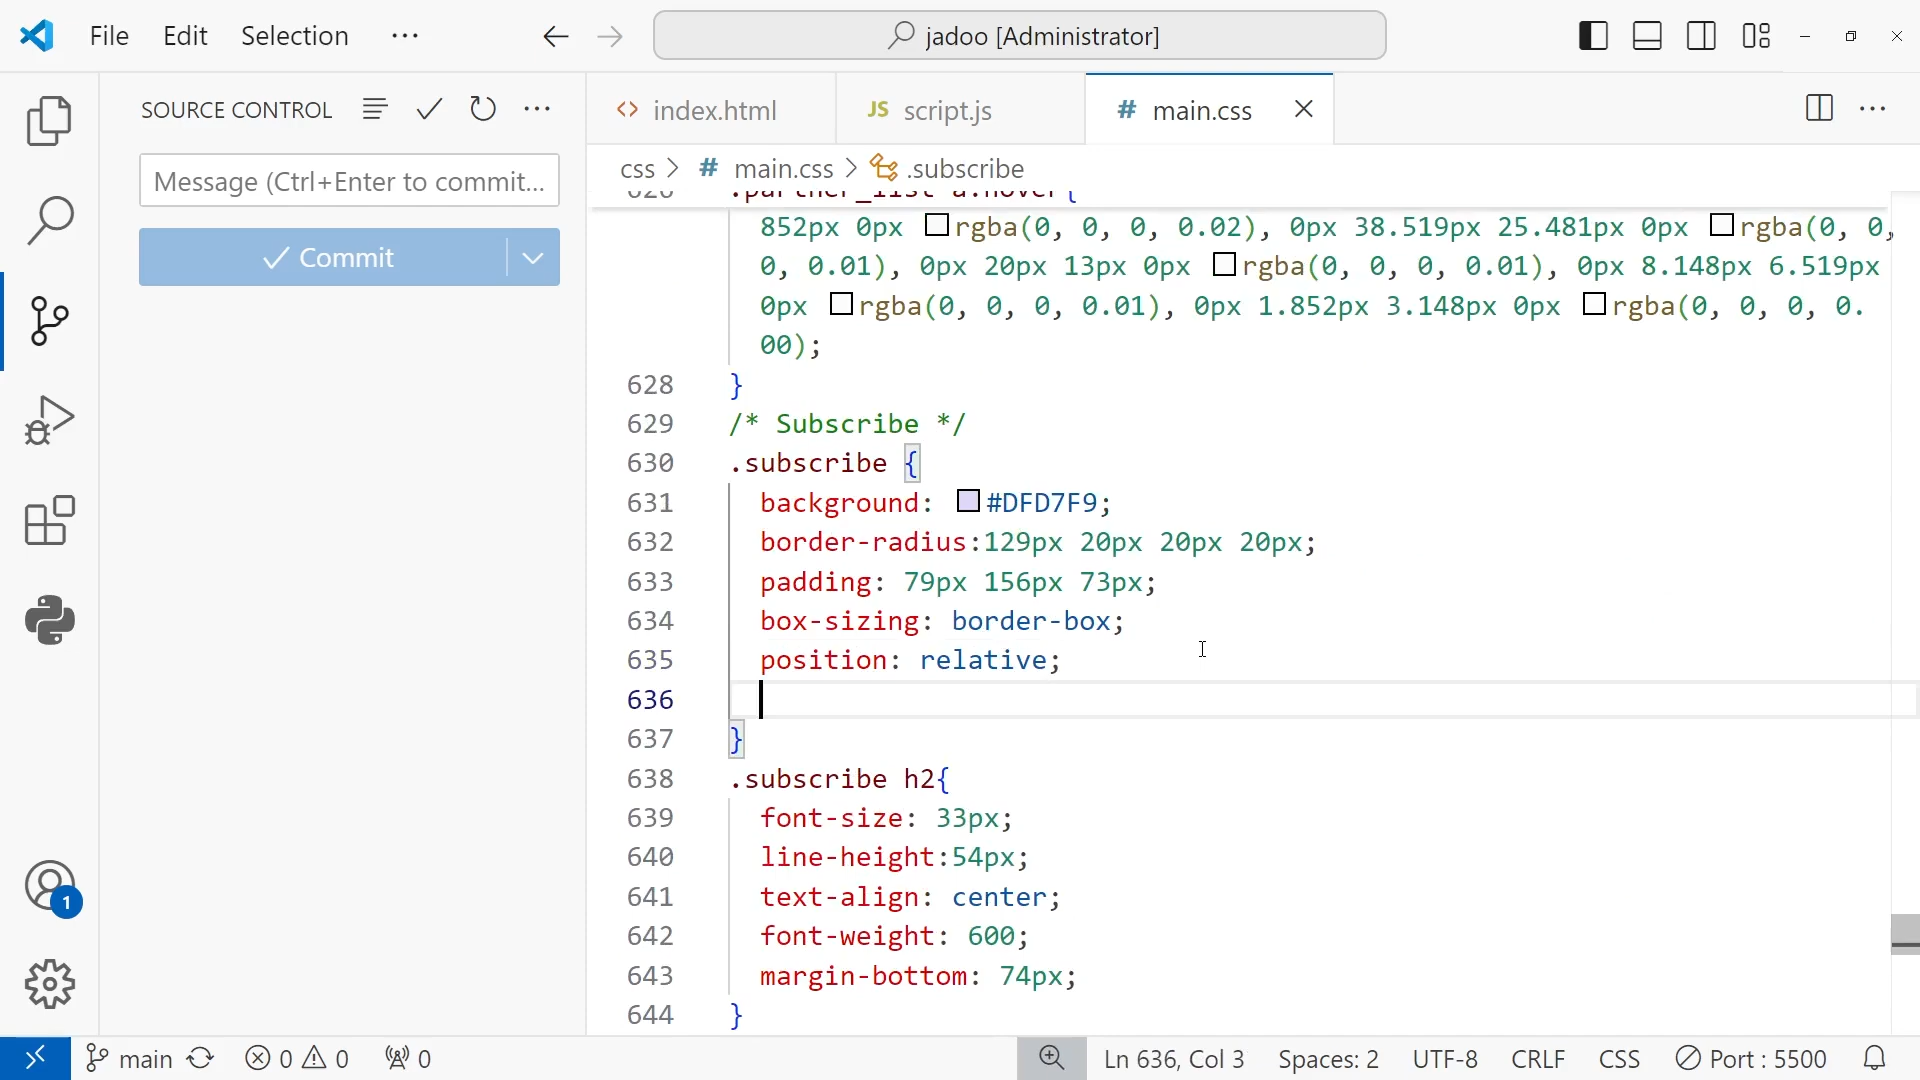 File Edit Selection ··· jadoo [Administrator]
SOURCE CONTROL
Message (Ctrl+Enter to commit...
Commit
<> index.html JS script.js # main.css
css > # main.css > .subscribe
626 .partner_list a:hover{
852px 0px rgba(0, 0, 0, 0.02), 0px 38.519px 25.481px 0px rgba(0, 0,
0, 0.01), 0px 20px 13px 0px rgba(0, 0, 0, 0.01), 0px 8.148px 6.519px
0px rgba(0, 0, 0, 0.01), 0px 1.852px 3.148px 0px rgba(0, 0, 0, 0.
00);
628 }
629 /* Subscribe */
630 .subscribe {
631 background: #DFD7F9;
632 border-radius:129px 20px 20px 20px;
633 padding: 79px 156px 73px;
634 box-sizing: border-box;
635 position: relative;
636
637 }
638 .subscribe h2{
639 font-size: 33px;
640 line-height:54px;
641 text-align: center;
642 font-weight: 600;
643 margin-bottom: 74px;
644 }
1
main 0 0 0 Ln 636, Col 3 Spaces: 2 UTF-8 CRLF CSS Port : 5500